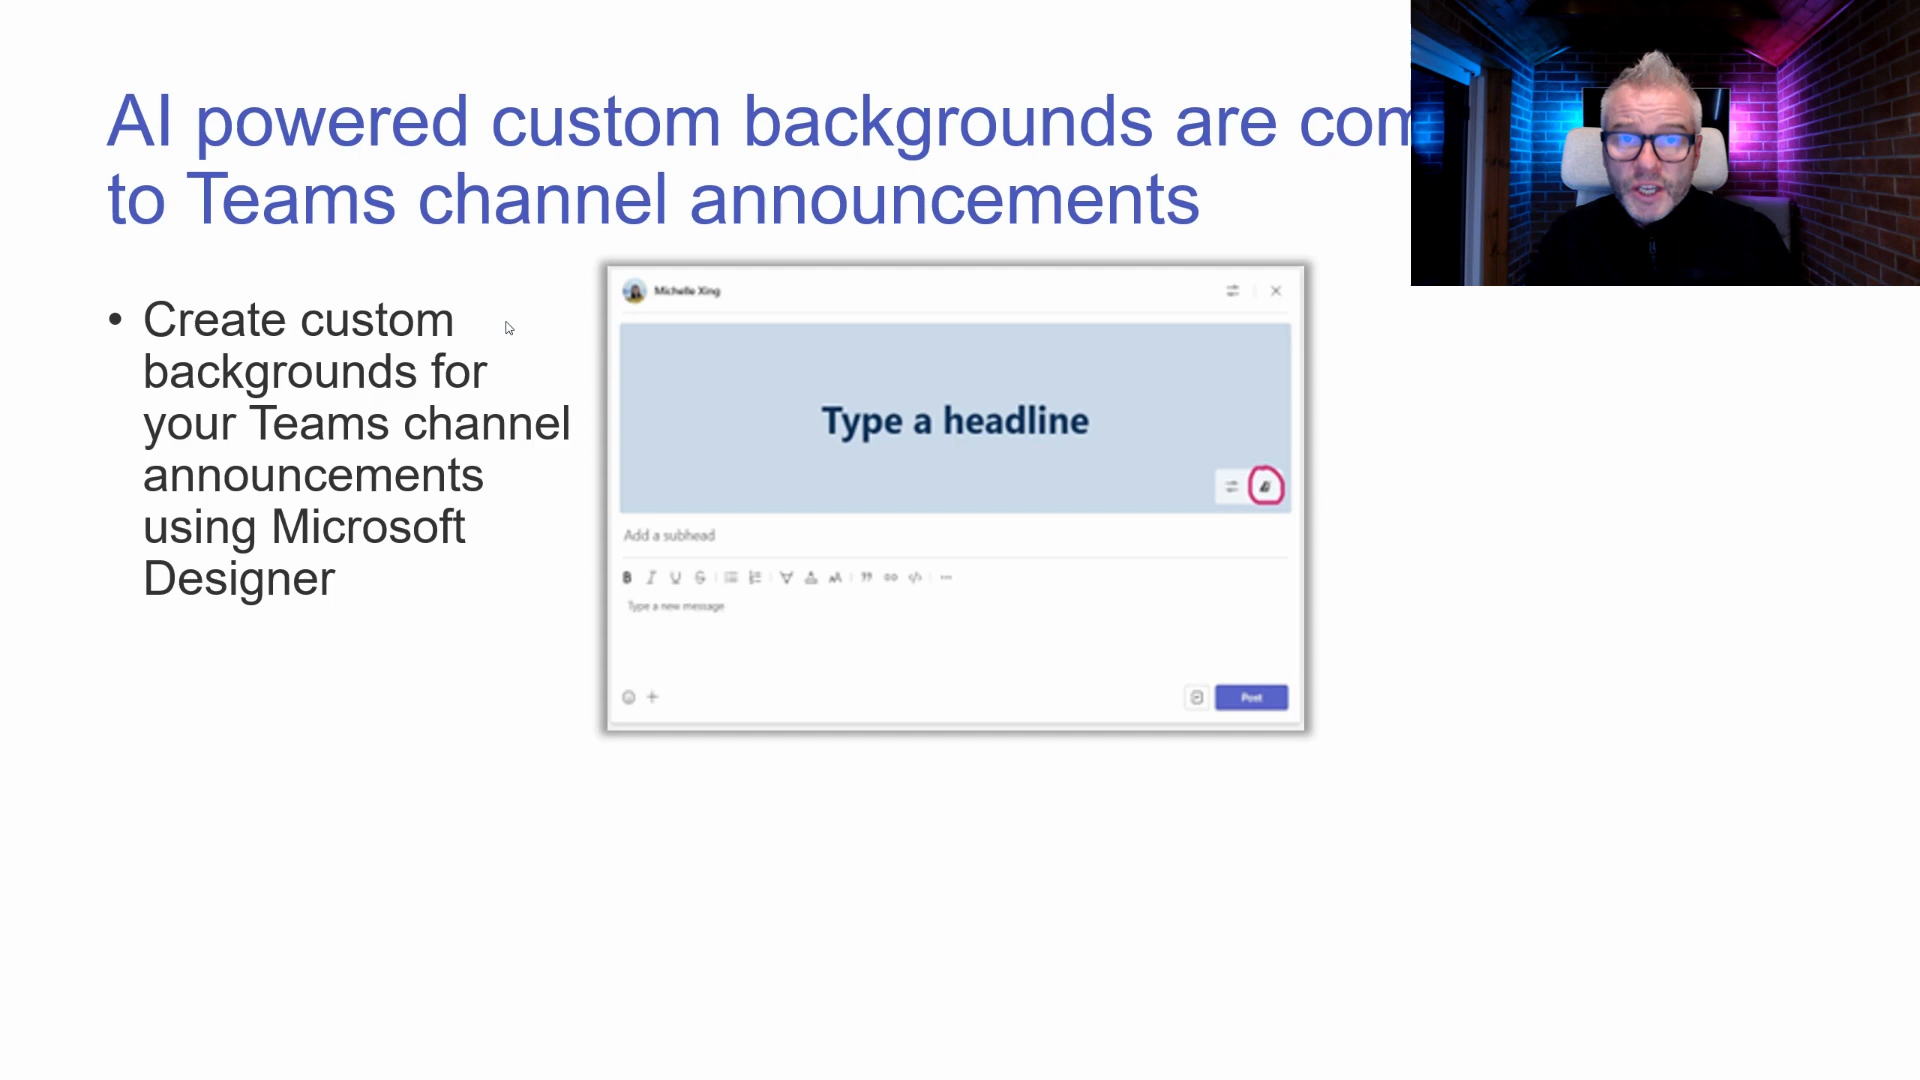 AI powered custom backgrounds are com
to Teams channel announcements
• Create custom
backgrounds for
your Teams channel
announcements
using Microsoft
Designer
Michelle Xing
Type a headline
Add a subhead
B I U S
Type a new message
Post